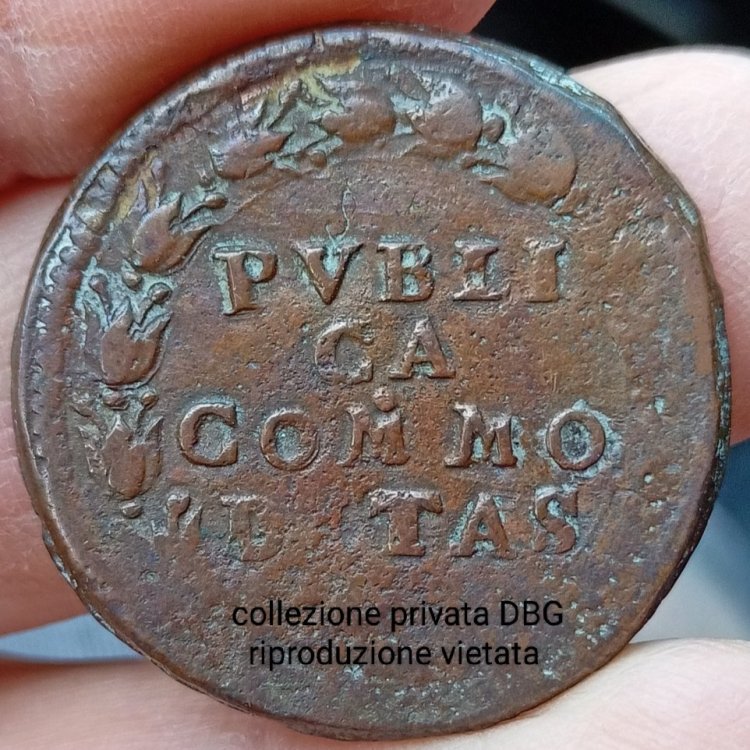 PVBLI
CA
COMMO
DITAS
collezione privata DBG
riproduzione vietata